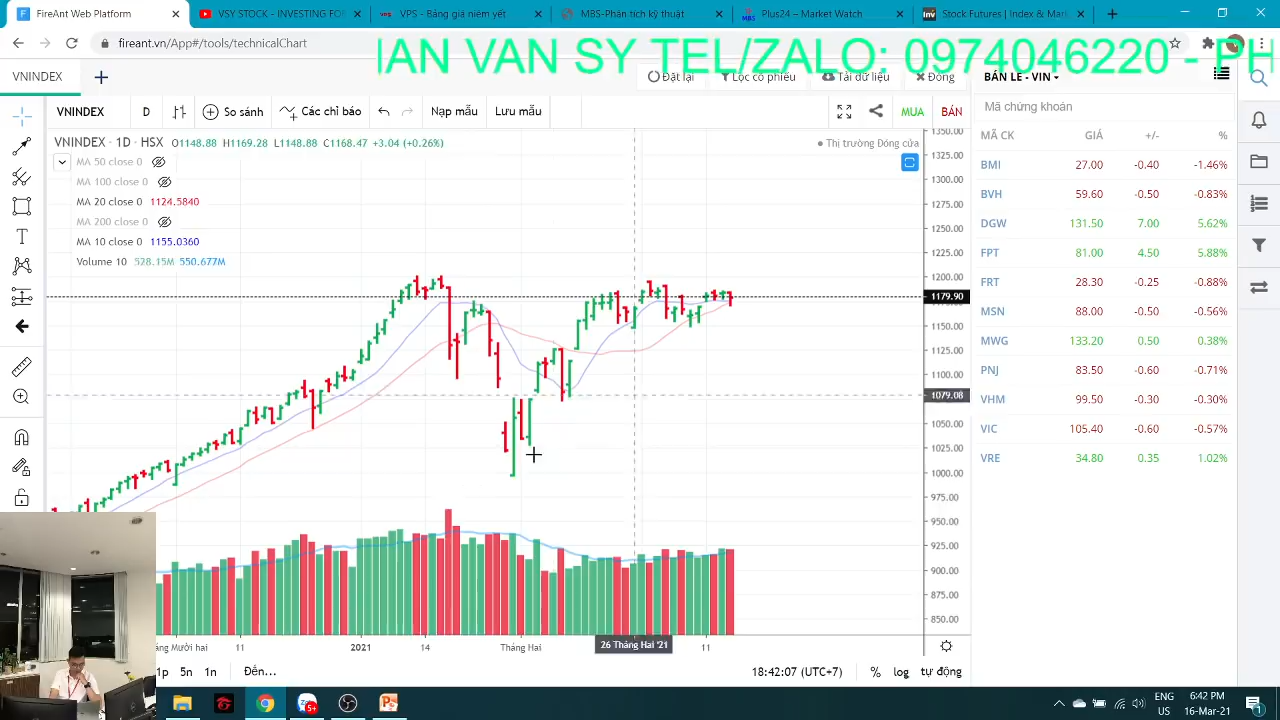 FireAnt Web
VSY STOCK - INVESTING FO
VPS - Bảng giá niêm yết
MBS-Phân tích kỹ thuật
Plus24 – Market Watch
Stock Futures | Index & Mark
fireant.vn/App#/tools/technicalChart
IAN VAN SY TEL/ZALO: 0974046220 - PH
VNINDEX
Đặt lại
Lọc cổ phiếu
Tải dữ liệu
Đóng
BÁN LẺ - VIN
VNINDEX D So sánh Các chỉ báo Nạp mẫu Lưu mẫu MUA BÁN
Mã chứng khoán
VNINDEX · 1D · HSX O1148.88 H1169.28 L1148.88 C1168.47 +3.04 (+0.26%)
Thị trường Đóng cửa
MA 50 close 0
MA 100 close 0
MA 20 close 0 1124.5840
MA 200 close 0
MA 10 close 0 1155.0360
Volume 10 528.15M 550.677M
1350.00
1325.00
1300.00
1275.00
1250.00
1225.00
1200.00
1179.90
1150.00
1125.00
1100.00
1079.08
1050.00
1025.00
1000.00
975.00
950.00
925.00
900.00
875.00
850.00
MÃ CK GIÁ +/- %
BMI 27.00 -0.40 -1.46%
BVH 59.60 -0.50 -0.83%
DGW 131.50 7.00 5.62%
FPT 81.00 4.50 5.88%
FRT 28.30 -0.25 -0.88%
MSN 88.00 -0.50 -0.56%
MWG 133.20 0.50 0.38%
PNJ 83.50 -0.60 -0.71%
VHM 99.50 -0.30 -0.30%
VIC 105.40 -0.60 -0.57%
VRE 34.80 0.35 1.02%
áng Mười hai 11 2021 14 Tháng Hai 26 Tháng Hai '21 11
1p 5n 1n Đến... 18:42:07 (UTC+7) % log tự động
5+
ENG
US
6:42 PM
16-Mar-21